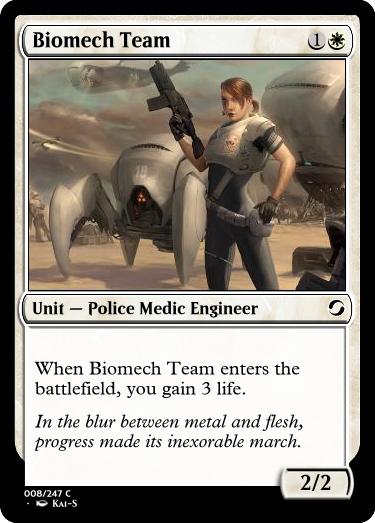 Biomech Team 1
Unit — Police Medic Engineer
When Biomech Team enters the
battlefield, you gain 3 life.
In the blur between metal and flesh,
progress made its inexorable march.
2/2
008/247 C
· Kai-S